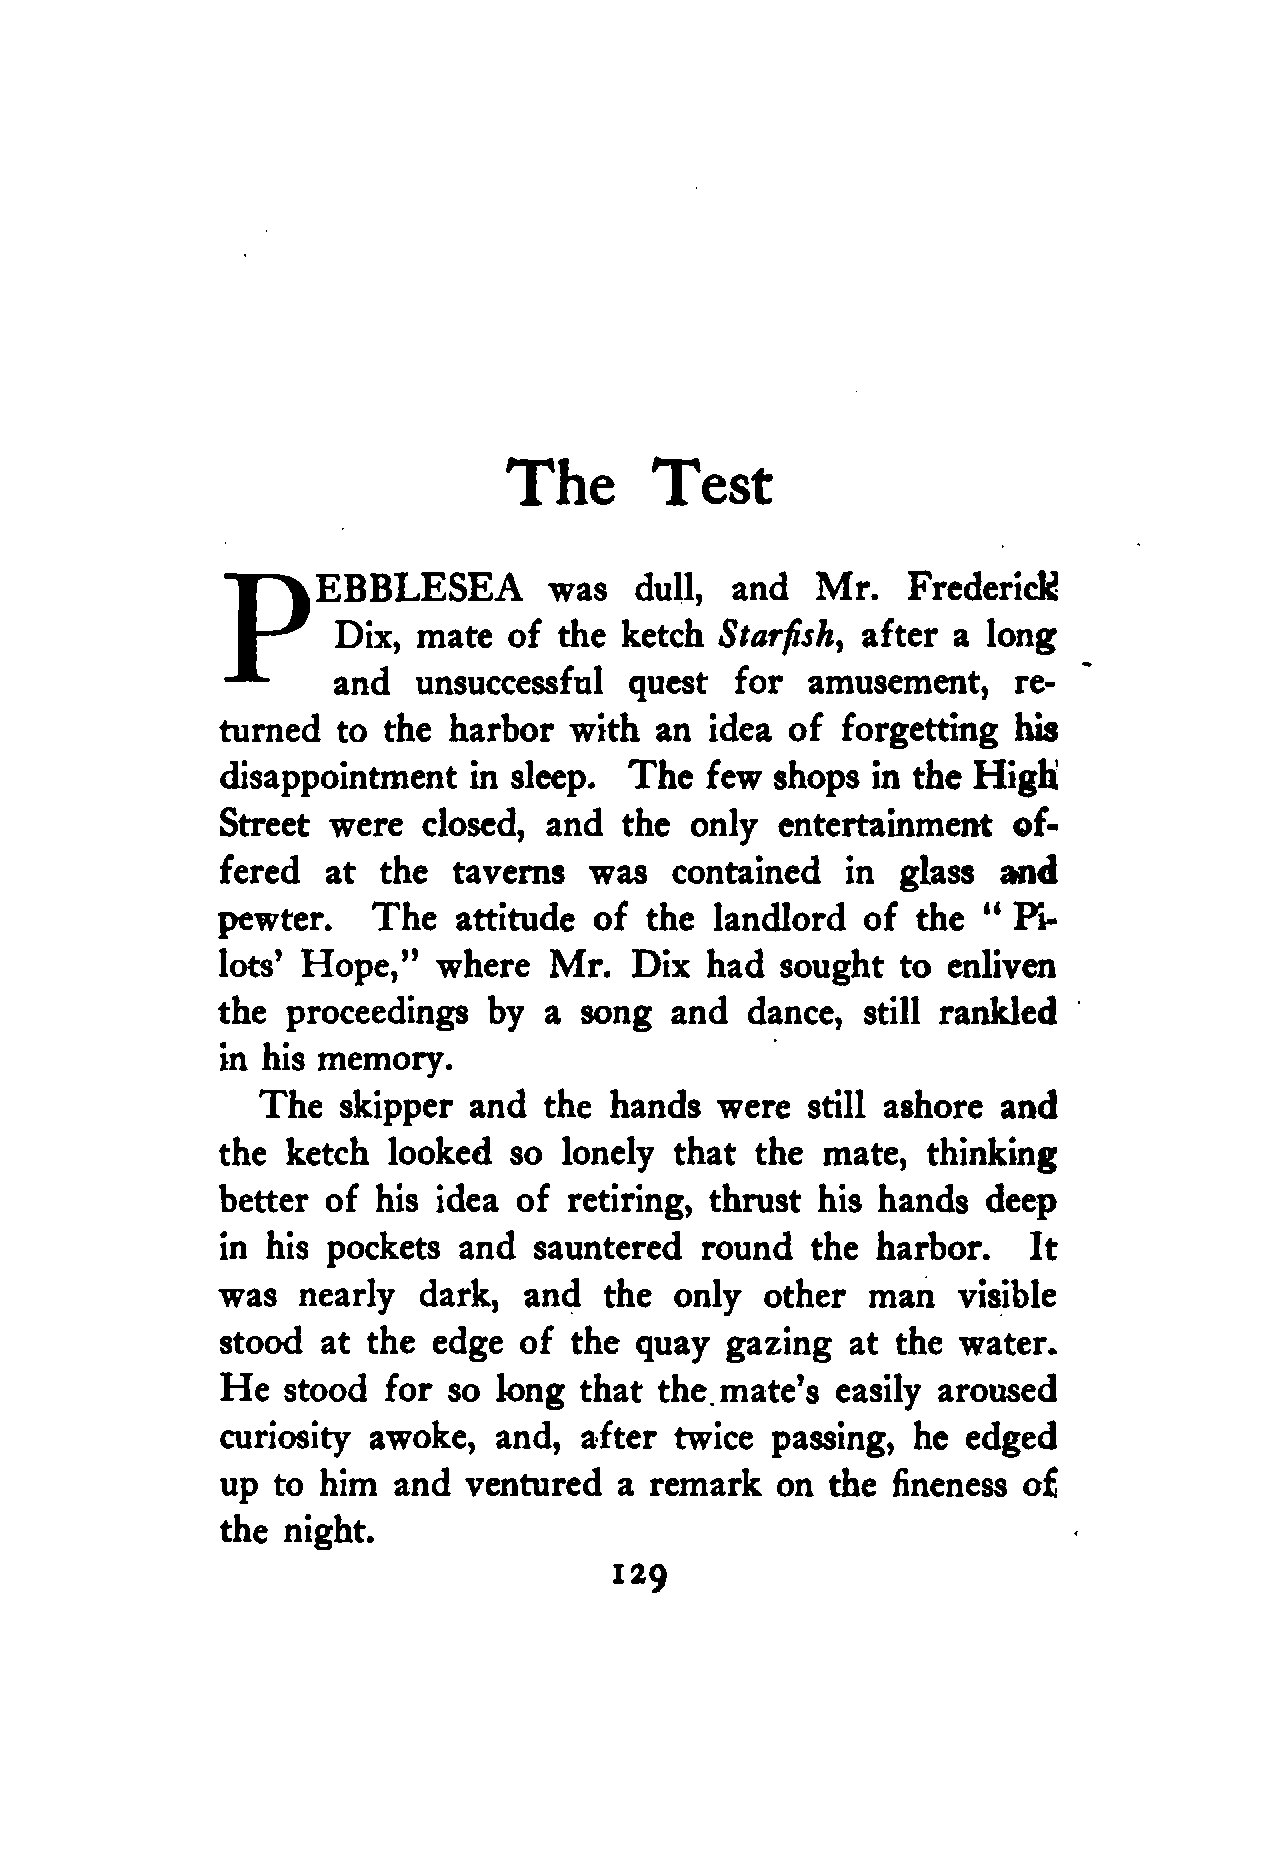 The Test
PEBBLESEA was dull, and Mr. Frederick
Dix, mate of the ketch Starfish, after a long
and unsuccessful quest for amusement, re-
turned to the harbor with an idea of forgetting his
disappointment in sleep. The few shops in the High
Street were closed, and the only entertainment of-
fered at the taverns was contained in glass and
pewter. The attitude of the landlord of the " Pi-
lots' Hope," where Mr. Dix had sought to enliven
the proceedings by a song and dance, still rankled
in his memory.
The skipper and the hands were still ashore and
the ketch looked so lonely that the mate, thinking
better of his idea of retiring, thrust his hands deep
in his pockets and sauntered round the harbor. It
was nearly dark, and the only other man visible
stood at the edge of the quay gazing at the water.
He stood for so long that the mate's easily aroused
curiosity awoke, and, after twice passing, he edged
up to him and ventured a remark on the fineness of
the night.
129